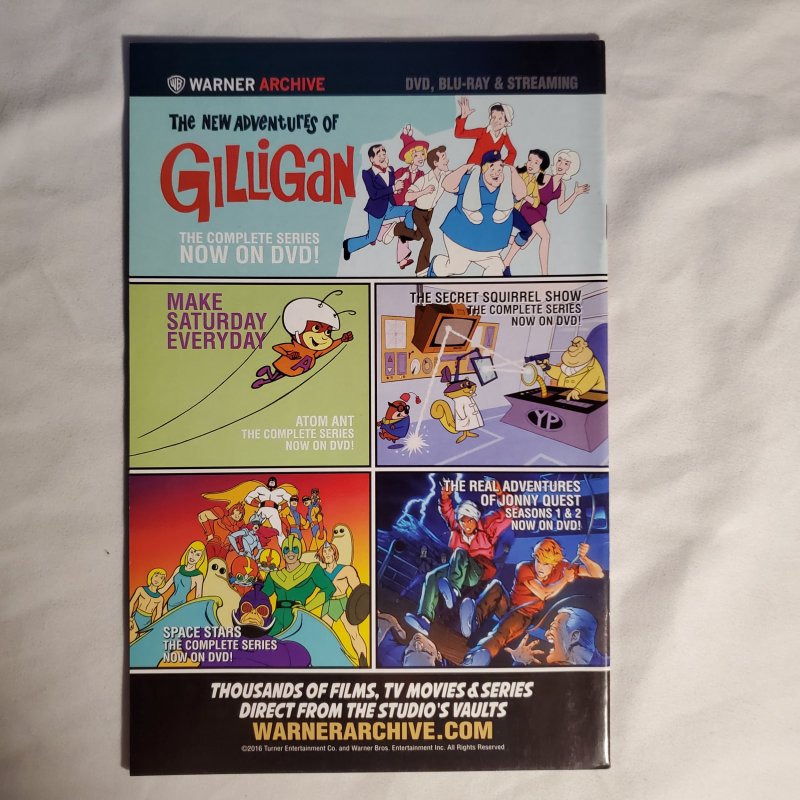 WB WARNER ARCHIVE
DVD, BLU-RAY & STREAMING
THE NEW ADVENTURES OF
GILLIGAN
THE COMPLETE SERIES
NOW ON DVD!
MAKE
SATURDAY
EVERYDAY
A
ATOM ANT
THE COMPLETE SERIES
NOW ON DVD!
THE SECRET SQUIRREL SHOW
THE COMPLETE SERIES
NOW ON DVD!
YP
SPACE STARS
THE COMPLETE SERIES
NOW ON DVD!
THE REAL ADVENTURES
OF JONNY QUEST
SEASONS 1 & 2
NOW ON DVD!
THOUSANDS OF FILMS, TV MOVIES & SERIES
DIRECT FROM THE STUDIO'S VAULTS
WARNERARCHIVE.COM
©2016 Turner Entertainment Co. and Warner Bros. Entertainment Inc. All Rights Reserved